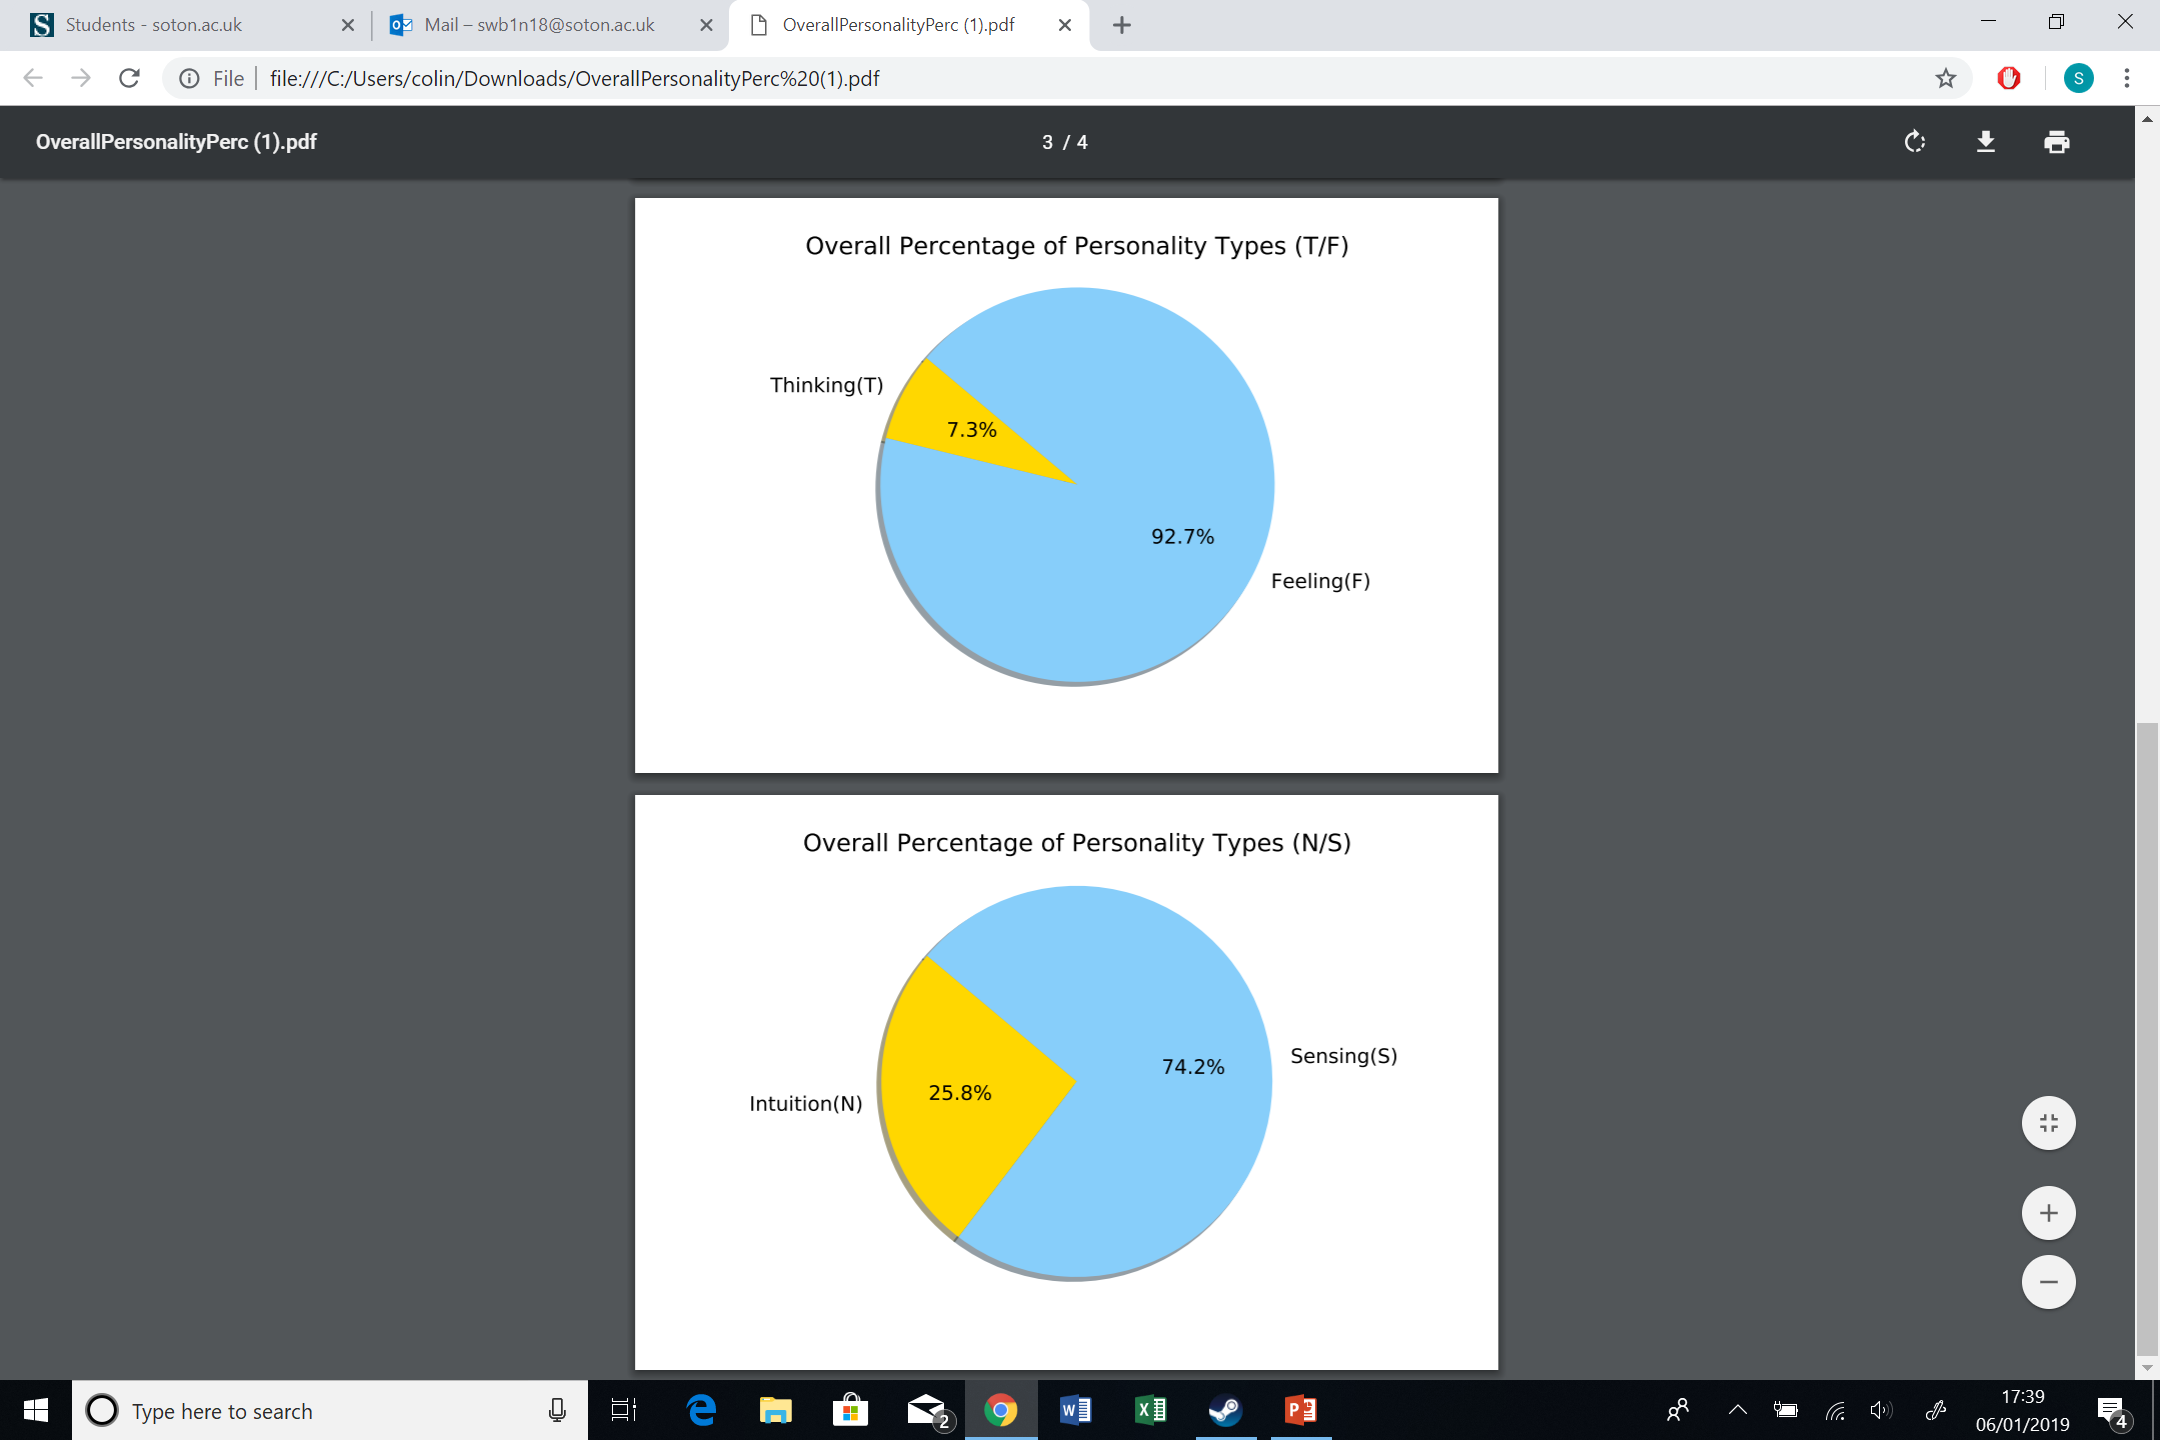 Students - soton.ac.uk
Mail – swb1n18@soton.ac.uk
OverallPersonalityPerc (1).pdf
File
file:///C:/Users/colin/Downloads/OverallPersonalityPerc%20(1).pdf
S
OverallPersonalityPerc (1).pdf
3 / 4
Overall Percentage of Personality Types (T/F)
Thinking(T)
7.3%
92.7%
Feeling(F)
Overall Percentage of Personality Types (N/S)
74.2%
Sensing(S)
25.8%
Intuition(N)
Type here to search
2
17:39
06/01/2019
4